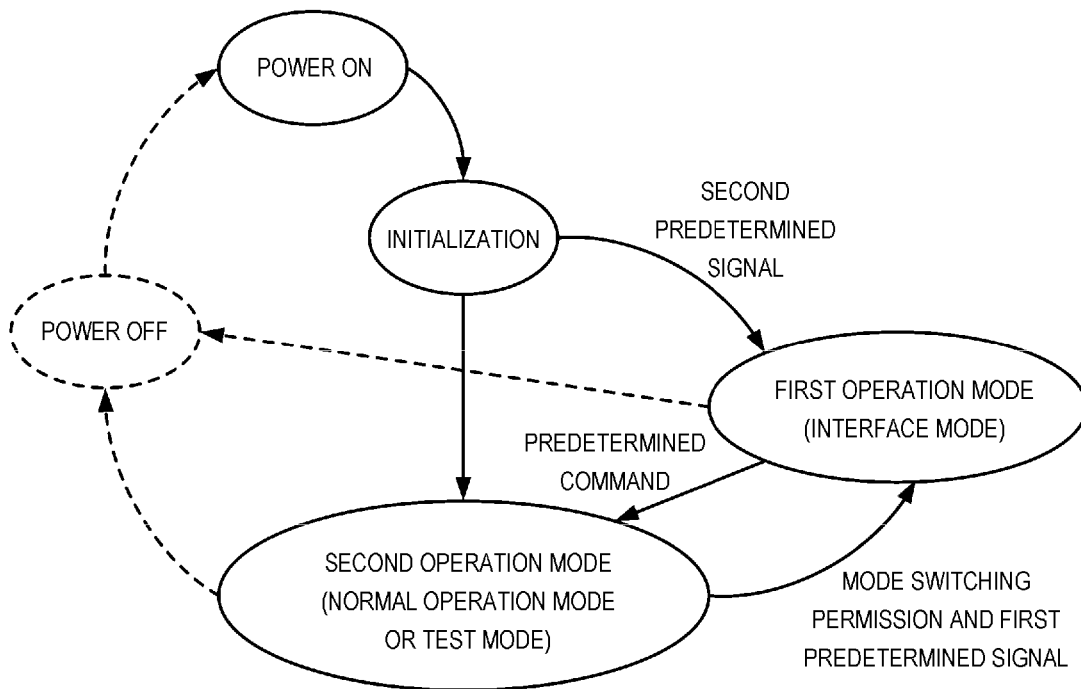 POWER ON
SECOND
PREDETERMINED
SIGNAL
INITIALIZATION
POWER OFF
FIRST OPERATION MODE
(INTERFACE MODE)
PREDETERMINED
COMMAND
SECOND OPERATION MODE
(NORMAL OPERATION MODE
OR TEST MODE)
MODE SWITCHING
PERMISSION AND FIRST
PREDETERMINED SIGNAL